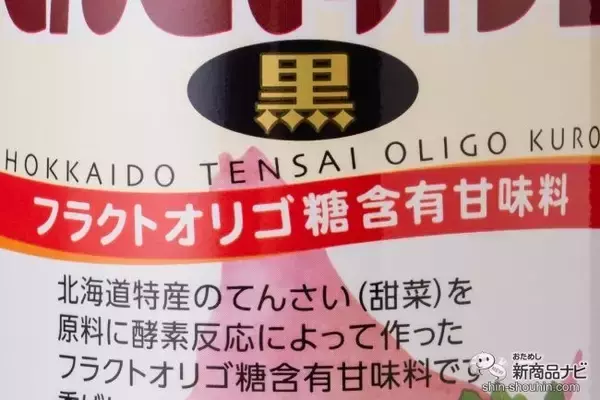 黒
HOKKAIDO TENSAI OLIGO KURO
フラクトオリゴ糖含有甘味料
北海道特産のてんさい(甜菜)を
原料に酵素反応によって作った
フラクトオリゴ糖含有甘味料です
おためし
新商品ナビ
shin-shouhin.com